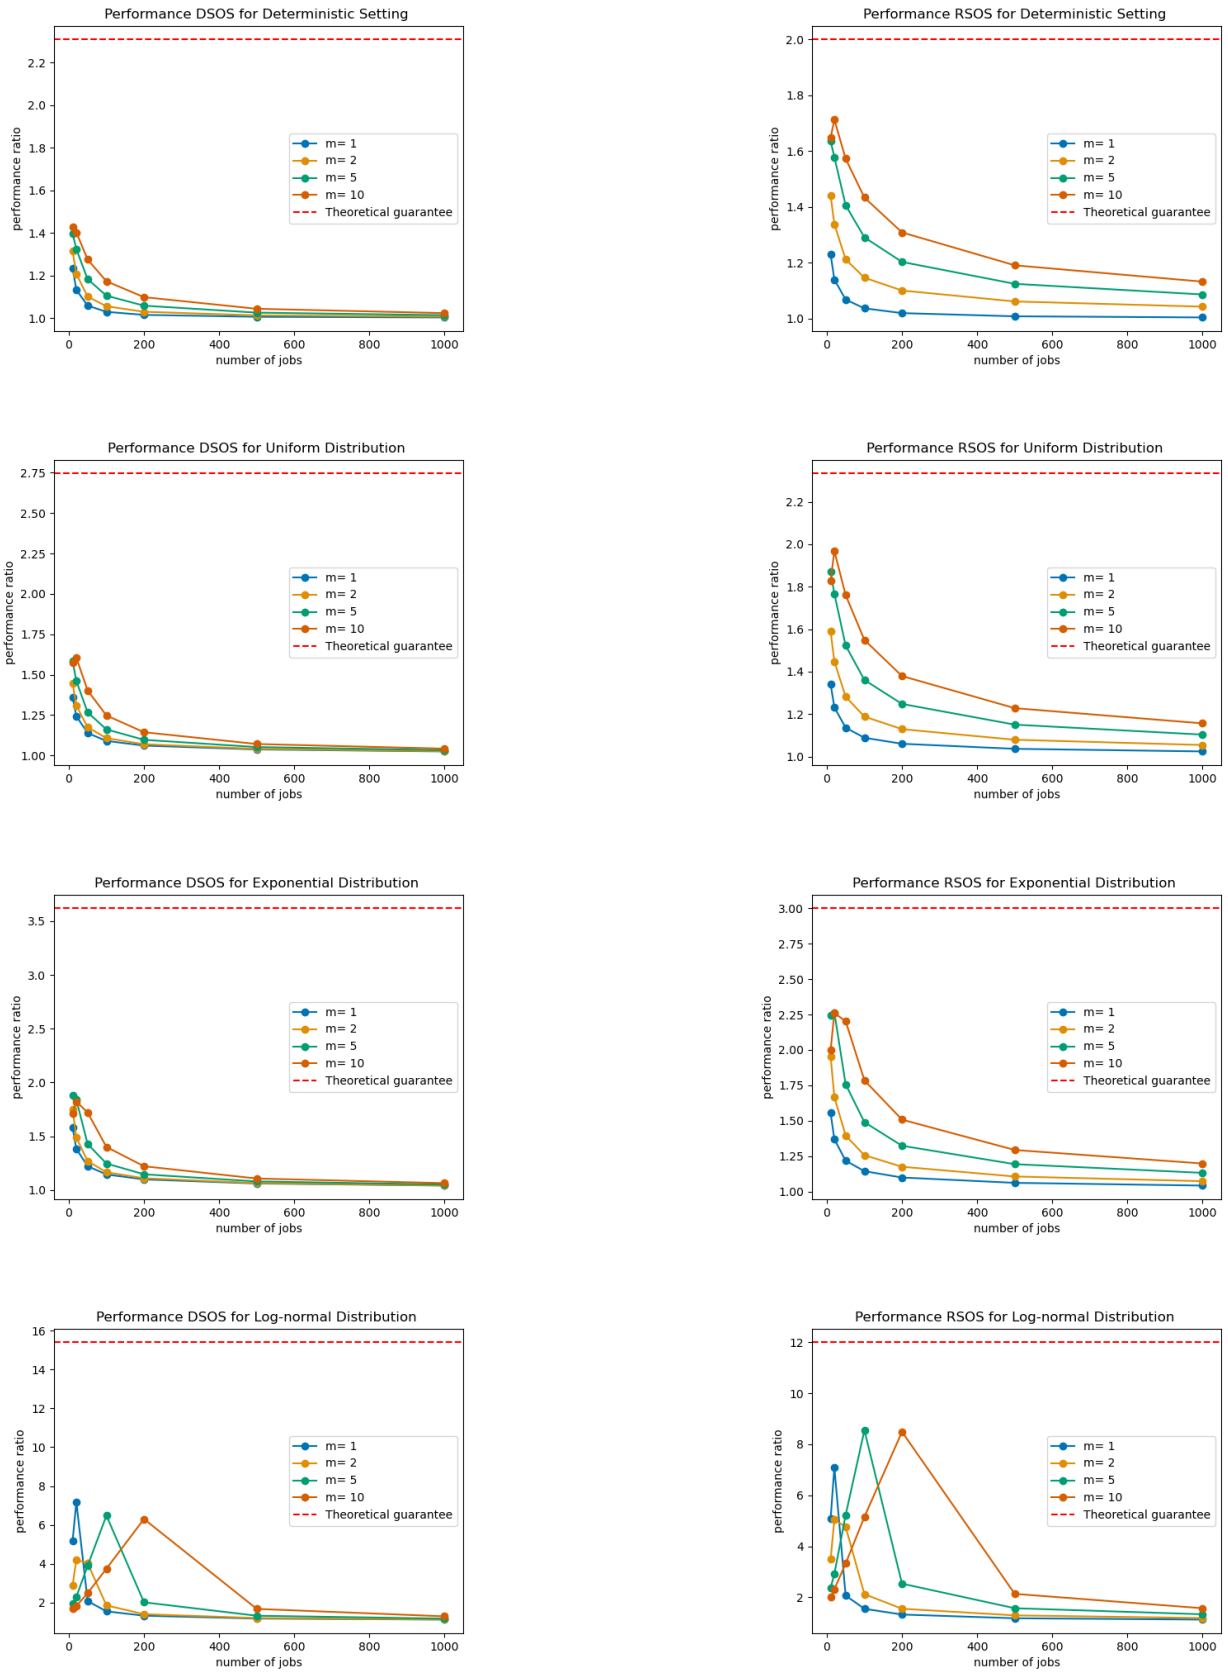 Performance DSOS for Deterministic Setting
performance ratio
2.2
2.0
1.8
1.6
1.4
1.2
1.0
m= 1
m= 2
m= 5
m= 10
Theoretical guarantee
0 200 400 600 800 1000
number of jobs
Performance RSOS for Deterministic Setting
performance ratio
2.0
1.8
1.6
1.4
1.2
1.0
m= 1
m= 2
m= 5
m= 10
Theoretical guarantee
0 200 400 600 800 1000
number of jobs
Performance DSOS for Uniform Distribution
performance ratio
2.75
2.50
2.25
2.00
1.75
1.50
1.25
1.00
m= 1
m= 2
m= 5
m= 10
Theoretical guarantee
0 200 400 600 800 1000
number of jobs
Performance RSOS for Uniform Distribution
performance ratio
2.2
2.0
1.8
1.6
1.4
1.2
1.0
m= 1
m= 2
m= 5
m= 10
Theoretical guarantee
0 200 400 600 800 1000
number of jobs
Performance DSOS for Exponential Distribution
performance ratio
3.5
3.0
2.5
2.0
1.5
1.0
m= 1
m= 2
m= 5
m= 10
Theoretical guarantee
0 200 400 600 800 1000
number of jobs
Performance RSOS for Exponential Distribution
performance ratio
3.00
2.75
2.50
2.25
2.00
1.75
1.50
1.25
1.00
m= 1
m= 2
m= 5
m= 10
Theoretical guarantee
0 200 400 600 800 1000
number of jobs
Performance DSOS for Log-normal Distribution
performance ratio
16
14
12
10
8
6
4
2
m= 1
m= 2
m= 5
m= 10
Theoretical guarantee
0 200 400 600 800 1000
number of jobs
Performance RSOS for Log-normal Distribution
performance ratio
12
10
8
6
4
2
m= 1
m= 2
m= 5
m= 10
Theoretical guarantee
0 200 400 600 800 1000
number of jobs